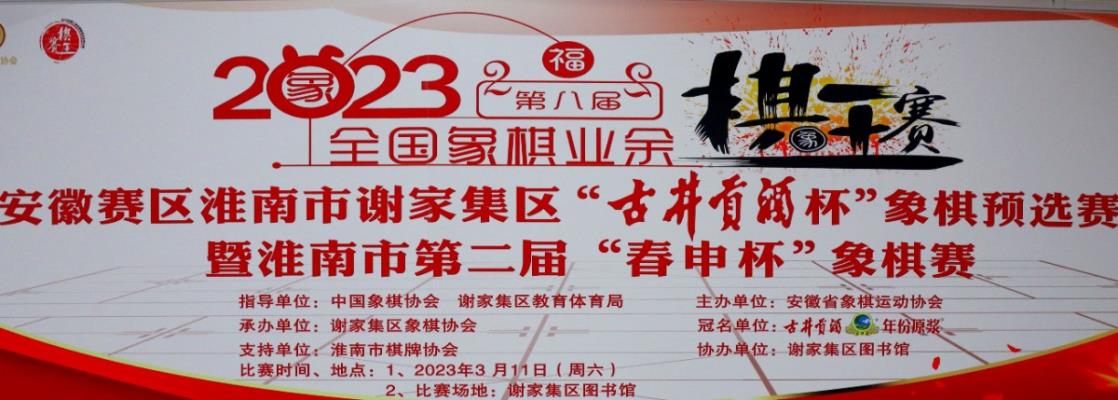 协会
棋王赛
2023
象
福
第八届
全国象棋业余
棋王赛
象
安徽赛区淮南市谢家集区“古井贡酒杯”象棋预选赛
暨淮南市第二届“春申杯”象棋赛
指导单位：中国象棋协会 谢家集区教育体育局
主办单位：安徽省象棋运动协会
承办单位：谢家集区象棋协会
冠名单位：古井贡酒 年份原浆
支持单位：淮南市棋牌协会
协办单位：谢家集区图书馆
比赛时间、地点：1、2023年3月11日（周六）
2、比赛场地：谢家集区图书馆